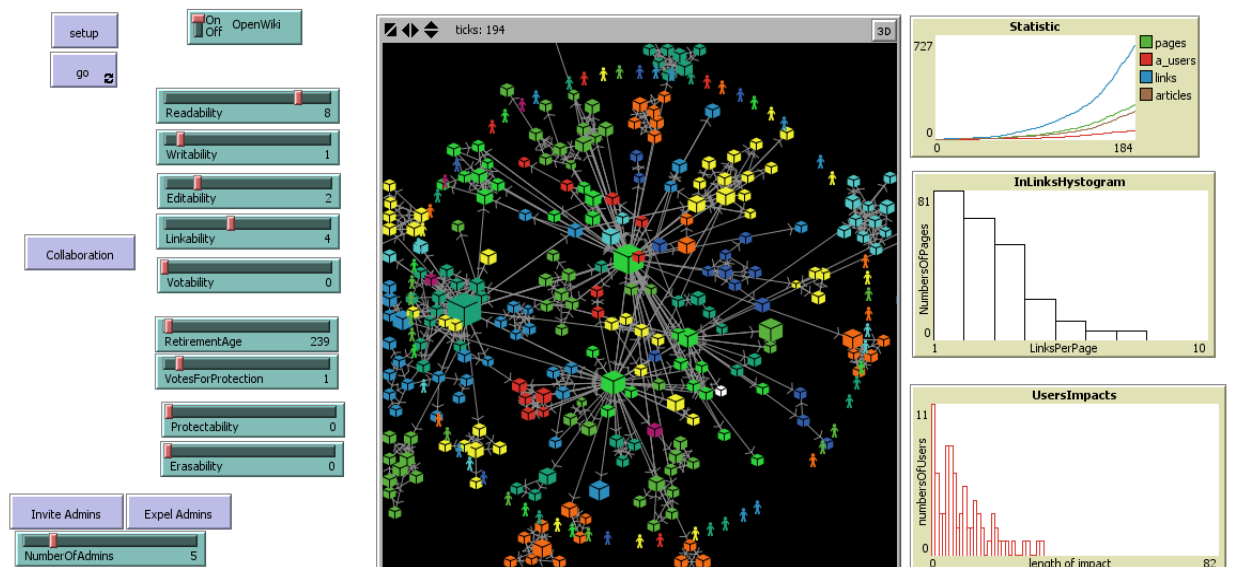 setup
go
On
Off
OpenWiki
Readability 8
Writability 1
Editability 2
Linkability 4
Collaboration
Votability 0
RetirementAge 239
VotesForProtection 1
Protectability 0
Erasability 0
Invite Admins
Expel Admins
NumberOfAdmins 5
ticks: 194
3D
Statistic
727
0
0 184
pages
a_users
links
articles
InLinksHystogram
NumbersOfPages
81
0
1 LinksPerPage 10
UsersImpacts
numbersOfUsers
11
0
0 length of impact 82